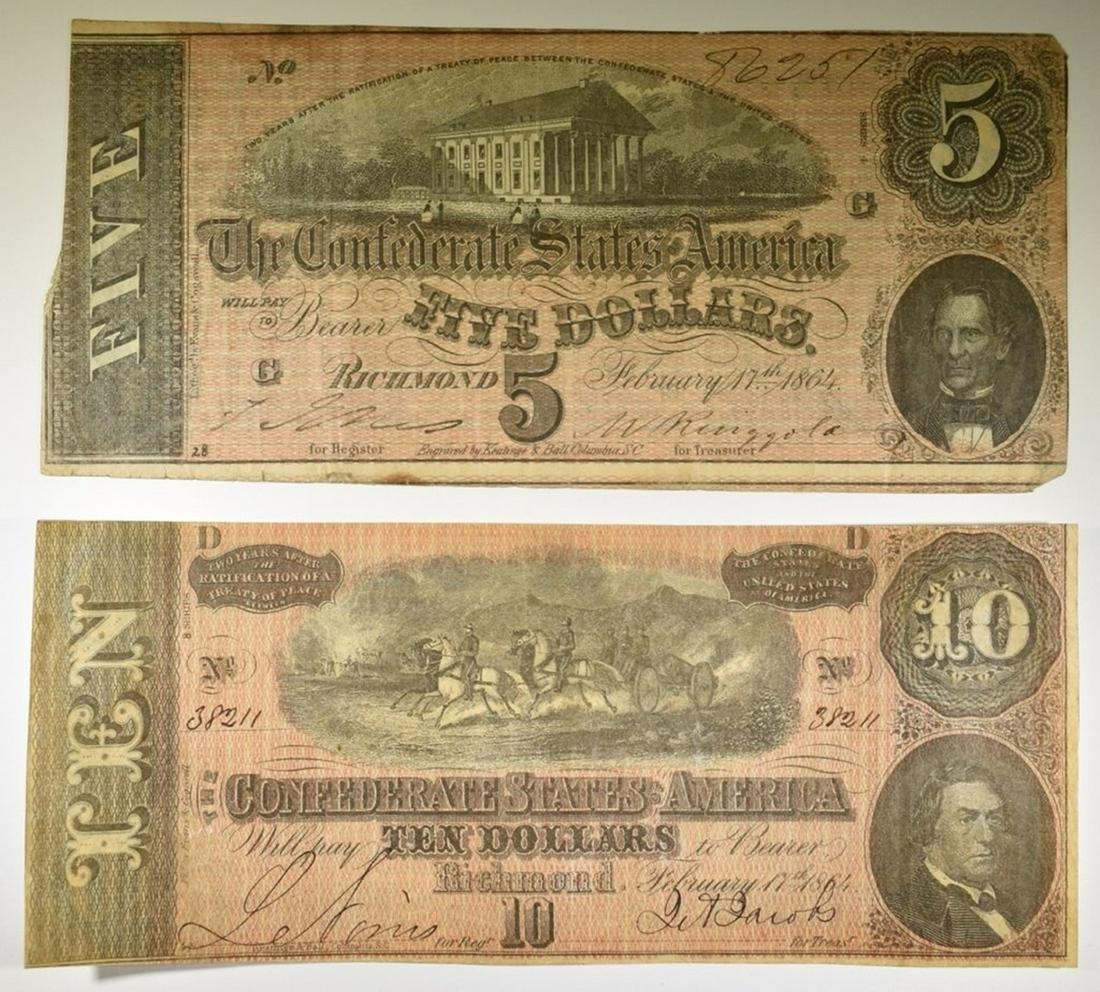 FIVE
Nº
86251
TWO YEARS AFTER THE RATIFICATION OF A TREATY OF PEACE BETWEEN THE CONFEDERATE STATES & THE UNITED STATES
5
G
The Confederate States America
WILL PAY TO Bearer FIVE DOLLARS.
G RICHMOND 5 February 17th 1864.
W Ringgold
28 for Register Engraved by Keatinge & Ball, Columbia, S.C. for Treasurer
TEN
D D
TWO YEARS AFTER
THE
RATIFICATION OF A
TREATY OF PEACE
BETWEEN
THE CONFEDERATE
STATES
AND THE
UNITED STATES
OF AMERICA.
10
8 SERIES
Nº Nº
38211 38211
THE
CONFEDERATE STATES AMERICA
Will pay TEN DOLLARS to Bearer
Richmond. February 17th 1864.
10
for Regr. for Treasr.